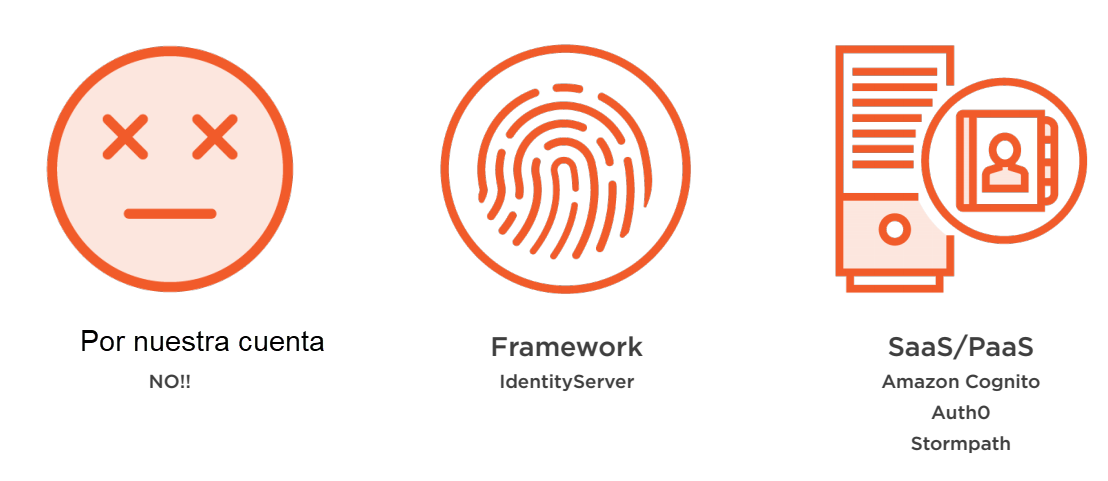 Por nuestra cuenta
NO!!
Framework
IdentityServer
SaaS/PaaS
Amazon Cognito
Auth0
Stormpath